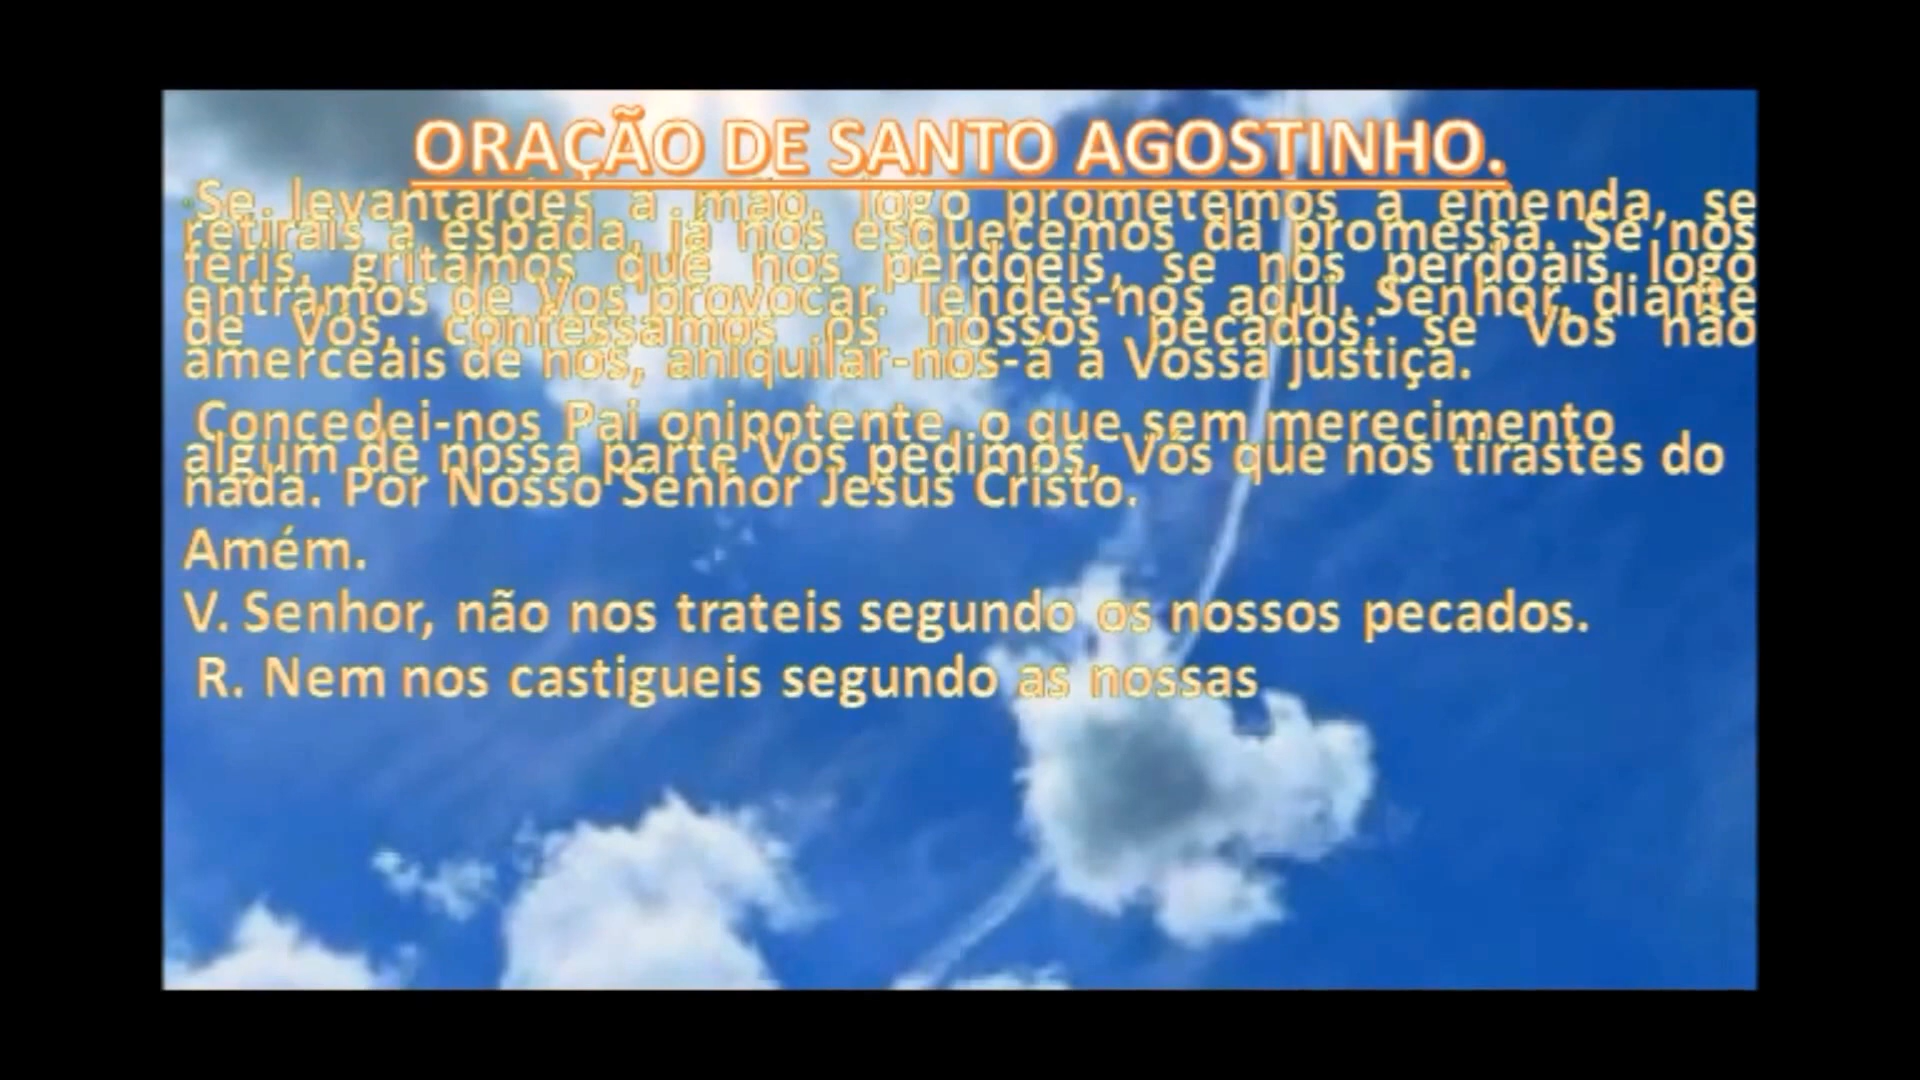 ORAÇÃO DE SANTO AGOSTINHO.
Se levantardes a mão, logo prometemos a emenda, se
retirais a espada, já nos esquecemos da promessa. Se nos
feris, gritamos que nos perdoeis, se nos perdoais logo
entramos de Vos provocar. Tendes-nos aqui, Senhor, diante
de Vós, confessamos os nossos pecados; se Vos não
amerceais de nós, aniquilar-nos-á a Vossa justiça.
Concedei-nos Pai onipotente, o que sem merecimento
algum de nossa parte Vos pedimos, Vós que nos tirastes do
nada. Por Nosso Senhor Jesus Cristo.
Amém.
V. Senhor, não nos trateis segundo os nossos pecados.
R. Nem nos castigueis segundo as nossas